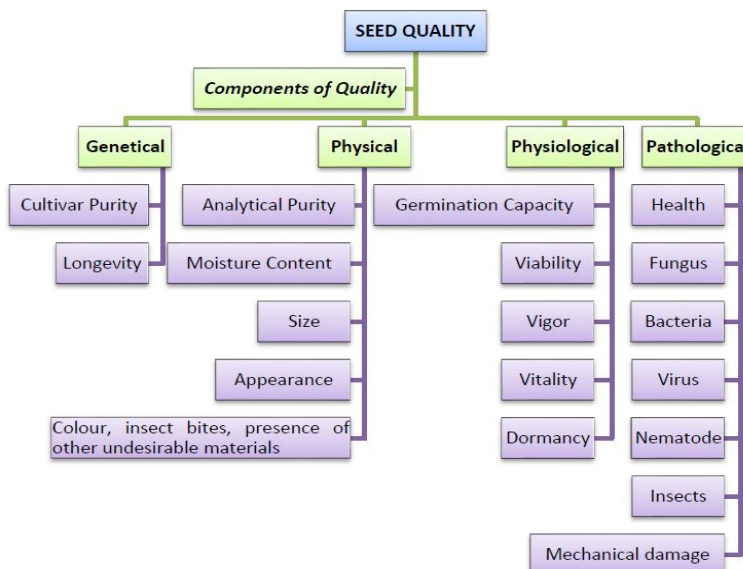 SEED QUALITY
Components of Quality
Genetical
Cultivar Purity
Longevity
Physical
Analytical Purity
Moisture Content
Size
Appearance
Colour, insect bites, presence of
other undesirable materials
Physiological
Germination Capacity
Viability
Vigor
Vitality
Dormancy
Pathologica
Health
Fungus
Bacteria
Virus
Nematode
Insects
Mechanical damage